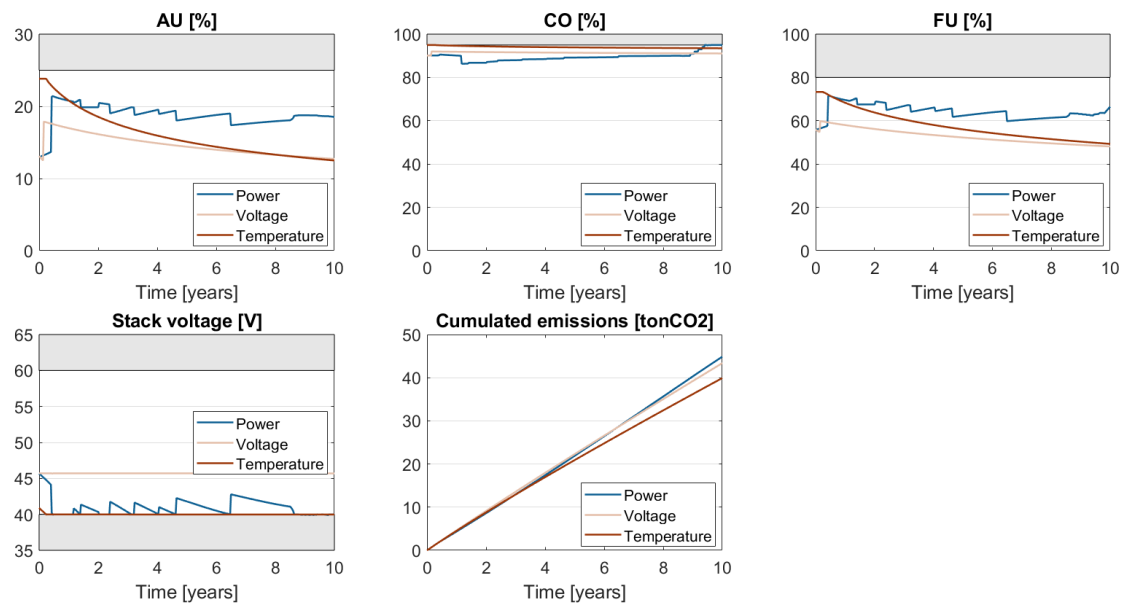 AU [%]
30
20
10
0
Power
Voltage
Temperature
0 2 4 6 8 10
Time [years]
CO [%]
100
80
60
40
20
0
Power
Voltage
Temperature
0 2 4 6 8 10
Time [years]
FU [%]
100
80
60
40
20
0
Power
Voltage
Temperature
0 2 4 6 8 10
Time [years]
Stack voltage [V]
65
60
55
50
45
40
35
Power
Voltage
Temperature
0 2 4 6 8 10
Time [years]
Cumulated emissions [tonCO2]
50
40
30
20
10
0
Power
Voltage
Temperature
0 2 4 6 8 10
Time [years]